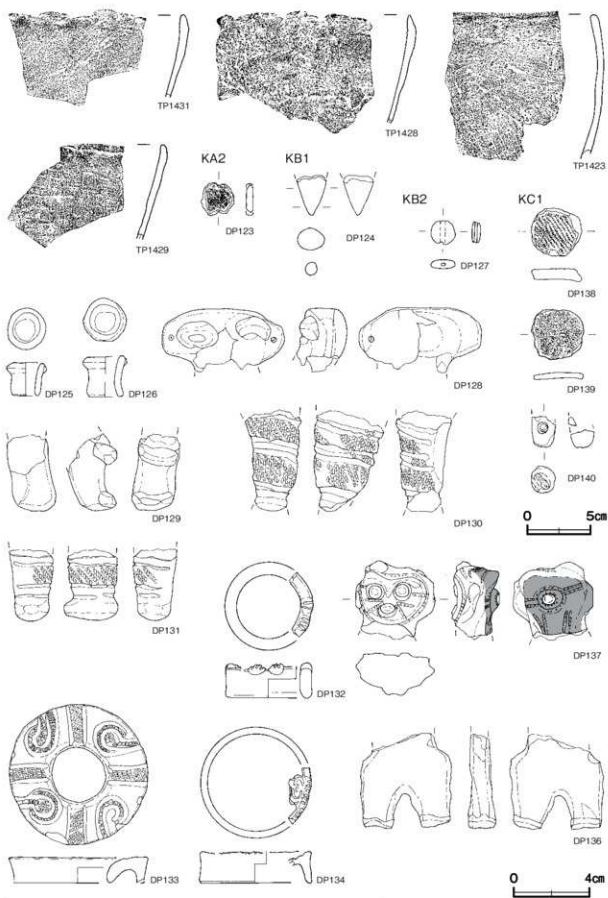 TP1431
TP1428
TP1423
TP1429
KA2
DP123
KB1
DP124
KB2
DP127
KC1
DP138
DP125
DP126
DP128
DP139
DP140
DP129
DP130
0 5cm
DP131
DP132
DP137
DP133
DP134
DP136
0 4cm